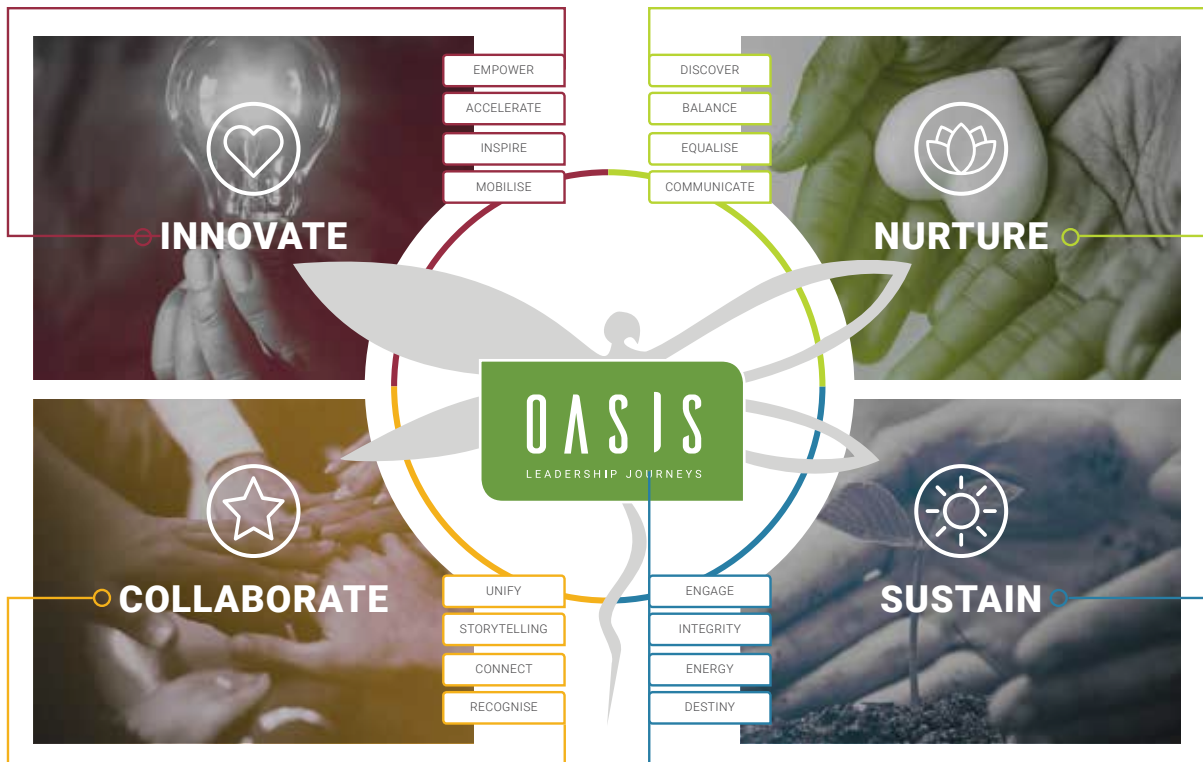 EMPOWER
ACCELERATE
INSPIRE
MOBILISE
INNOVATE
DISCOVER
BALANCE
EQUALISE
COMMUNICATE
NURTURE
OASIS
LEADERSHIP JOURNEYS
COLLABORATE
UNIFY
STORYTELLING
CONNECT
RECOGNISE
SUSTAIN
ENGAGE
INTEGRITY
ENERGY
DESTINY